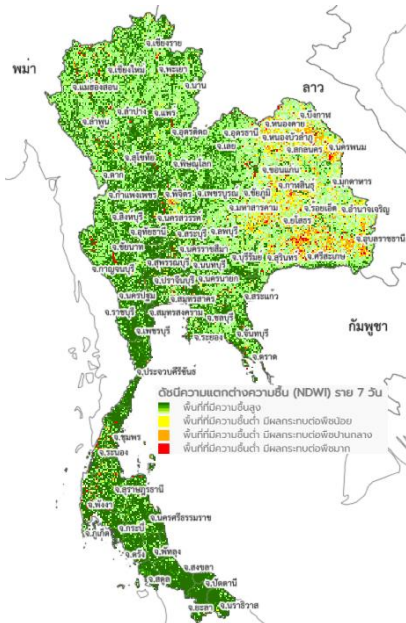 จ.เชียงราย
พม่า
จ.เชียงใหม่
จ.พะเยา
ลาว
จ.แม่ฮ่องสอน
จ.น่าน
จ.ลำปาง
จ.แพร่
จ.บึงกาฬ
จ.ลำพูน
จ.หนองคาย
จ.อุตรดิตถ์
จ.อุดรธานี
จ.หนองบัวลำภู
จ.เลย
จ.สกลนคร
จ.นครพนม
จ.สุโขทัย
จ.พิษณุโลก
จ.ตาก
จ.ขอนแก่น
จ.มุกดาหาร
จ.กำแพงเพชร
จ.พิจิตร
จ.เพชรบูรณ์
จ.ชัยภูมิ
จ.กาฬสินธุ์
จ.มหาสารคาม
จ.ร้อยเอ็ด
จ.อำนาจเจริญ
จ.สิงห์บุรี
จ.นครสวรรค์
จ.ยโสธร
จ.อุทัยธานี
จ.สระบุรี
จ.ลพบุรี
จ.อุบลราชธานี
จ.ชัยนาท
จ.นครราชสีมา
จ.บุรีรัมย์
จ.สุรินทร์
จ.ศรีสะเกษ
จ.สุพรรณบุรี
จ.นนทบุรี
จ.กาญจนบุรี
จ.ปราจีนบุรี
จ.นครนายก
จ.นครปฐม
จ.สมุทรสาคร
จ.สระแก้ว
จ.ราชบุรี
จ.สมุทรสงคราม
จ.ชลบุรี
กัมพูชา
จ.เพชรบุรี
จ.ระยอง
จ.จันทบุรี
จ.ตราด
จ.ประจวบคีรีขันธ์
ดัชนีความแตกต่างความชื้น (NDWI) ราย 7 วัน
พื้นที่ที่มีความชื้นสูง
พื้นที่ที่มีความชื้นต่ำ มีผลกระทบต่อพืชน้อย
พื้นที่ที่มีความชื้นต่ำ มีผลกระทบต่อพืชปานกลาง
พื้นที่ที่มีความชื้นต่ำ มีผลกระทบต่อพืชมาก
จ.ชุมพร
จ.ระนอง
จ.สุราษฎร์ธานี
จ.พังงา
จ.นครศรีธรรมราช
จ.ภูเก็ต
จ.กระบี่
จ.ตรัง
จ.พัทลุง
จ.สงขลา
จ.สตูล
จ.ปัตตานี
จ.ยะลา
จ.นราธิวาส